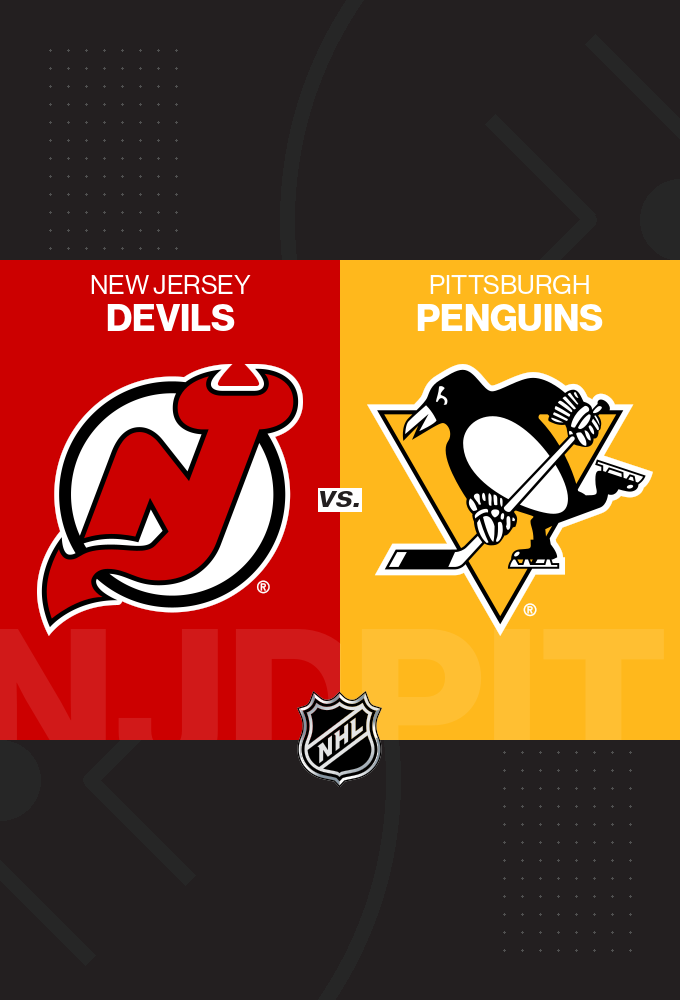 NEW JERSEY
DEVILS
PITTSBURGH
PENGUINS
vs.
®
®
NJD
PIT
NHL